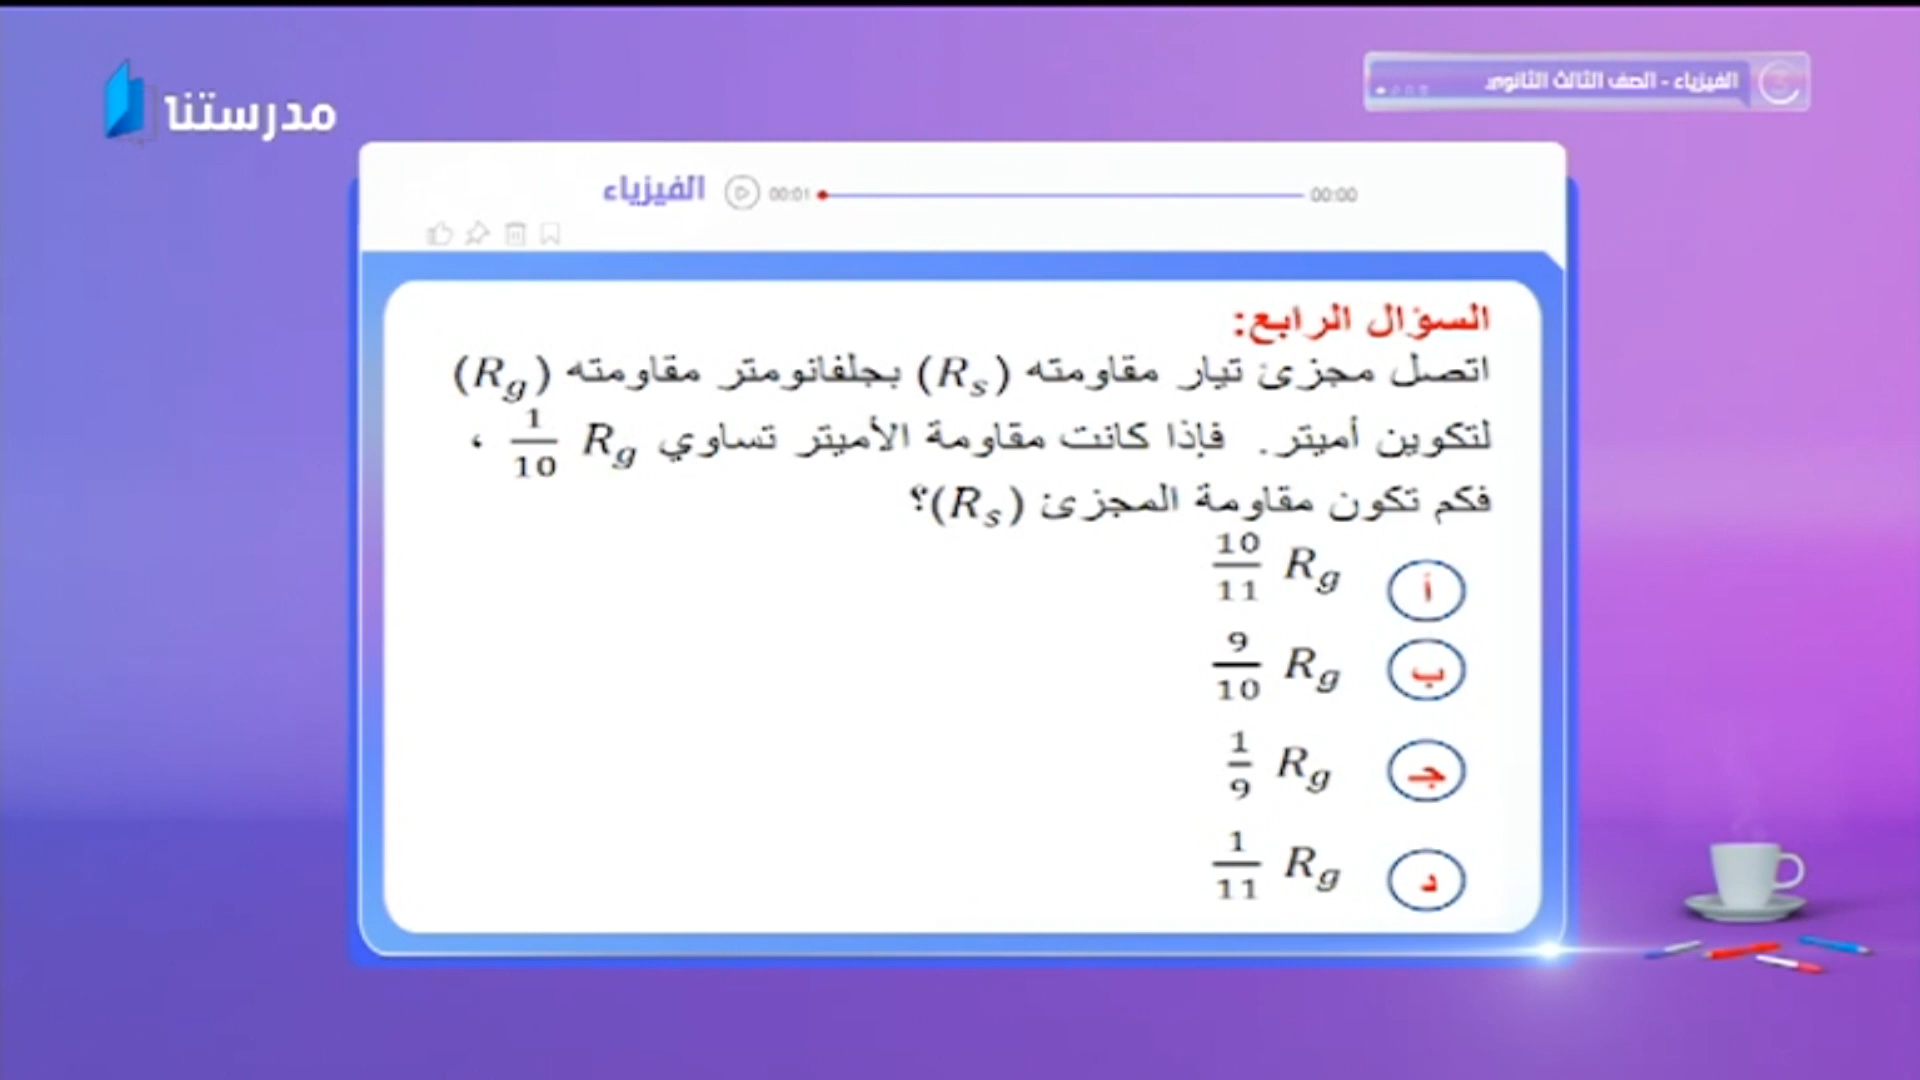 مدرستنا
الفيزياء - الصف الثالث الثانوي
الفيزياء 00:01 00:00
السؤال الرابع:
اتصل مجزئ تيار مقاومته (Rs) بجلفانومتر مقاومته (Rg)
لتكوين أميتر. فإذا كانت مقاومة الأميتر تساوي Rg 1/10 ،
فكم تكون مقاومة المجزئ (Rs)؟
أ 10/11 Rg
ب 9/10 Rg
جـ 1/9 Rg
د 1/11 Rg